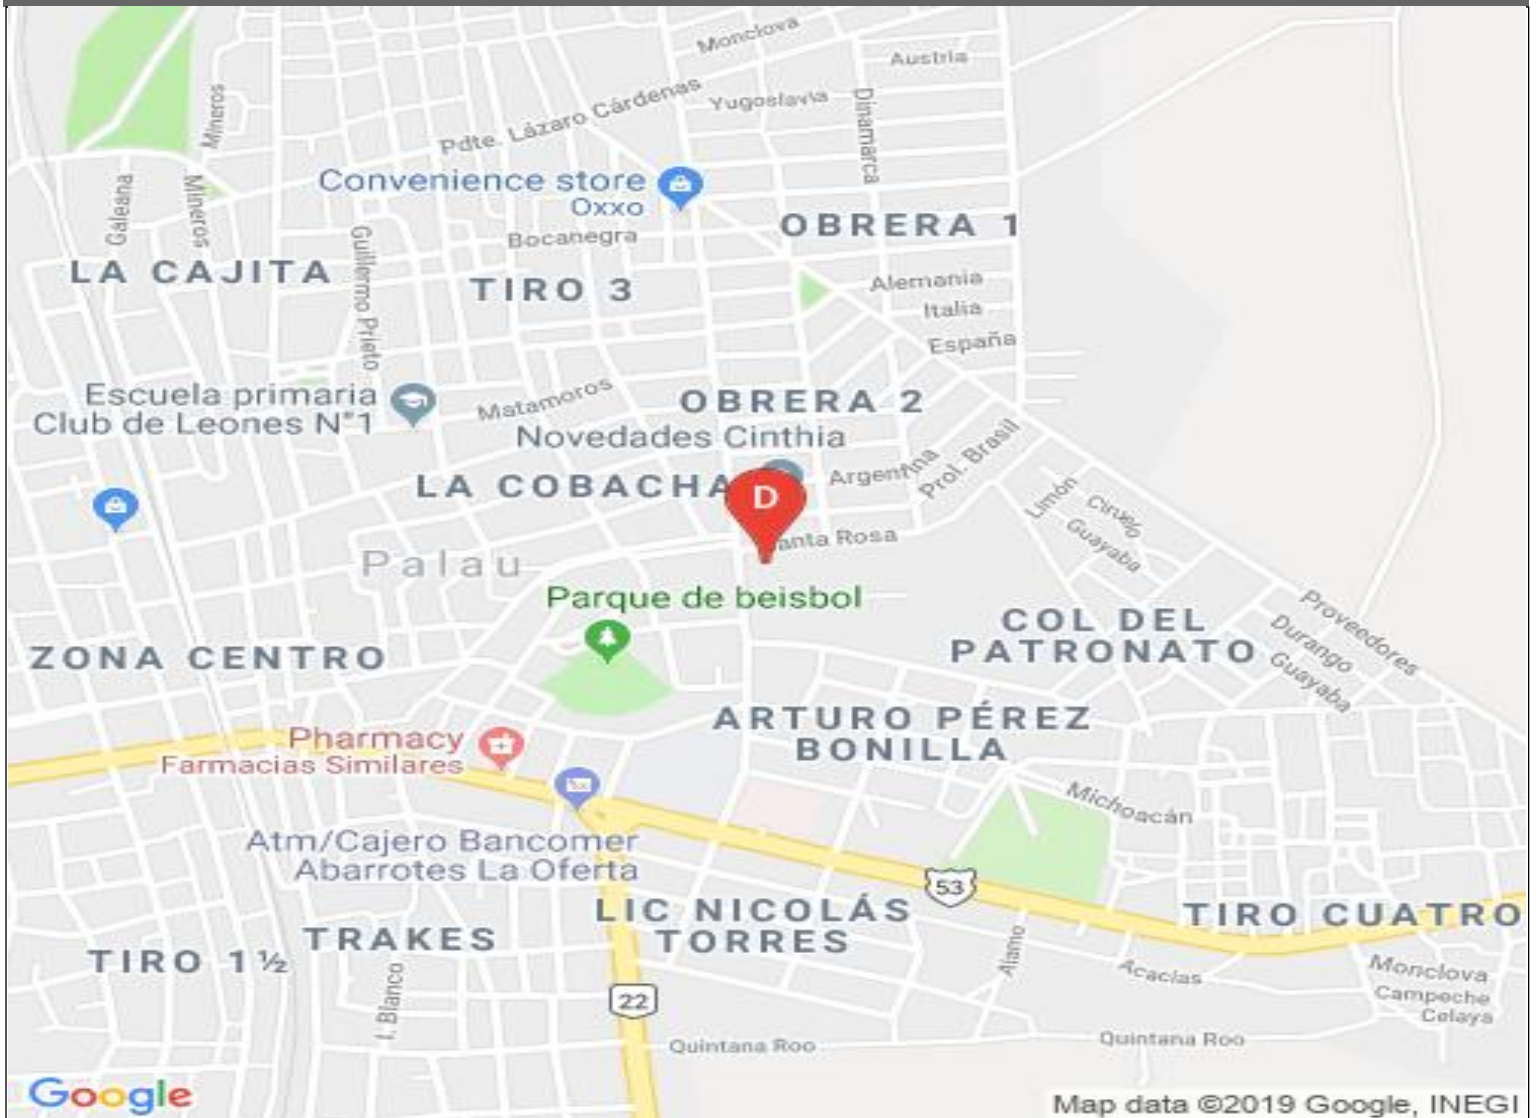 Monclova
Austria
Mineros
Pdte. Lázaro Cárdenas
Yugoslavia
Dinamarca
Convenience store
Oxxo
Galeana
Mineros
Bocanegra
OBRERA 1
Guillermo Prieto
LA CAJITA
TIRO 3
Alemania
Italia
España
Escuela primaria
Club de Leones N°1
Matamoros
OBRERA 2
Novedades Cinthia
LA COBACHA
D
Argentina
Prol. Brasil
Limón
Ciruelo
Guayaba
Palau
anta Rosa
Parque de beisbol
COL DEL
PATRONATO
Proveedores
Durango
Guayaba
ZONA CENTRO
ARTURO PÉREZ
BONILLA
Pharmacy
Farmacias Similares
Michoacán
Atm/Cajero Bancomer
Abarrotes La Oferta
53
LIC NICOLÁS
TORRES
TIRO CUATRO
TRAKES
TIRO 1½
I. Blanco
Alamo
Acacias
Monclova
Campeche
Celaya
22
Quintana Roo
Quintana Roo
Google
Map data ©2019 Google, INEGI